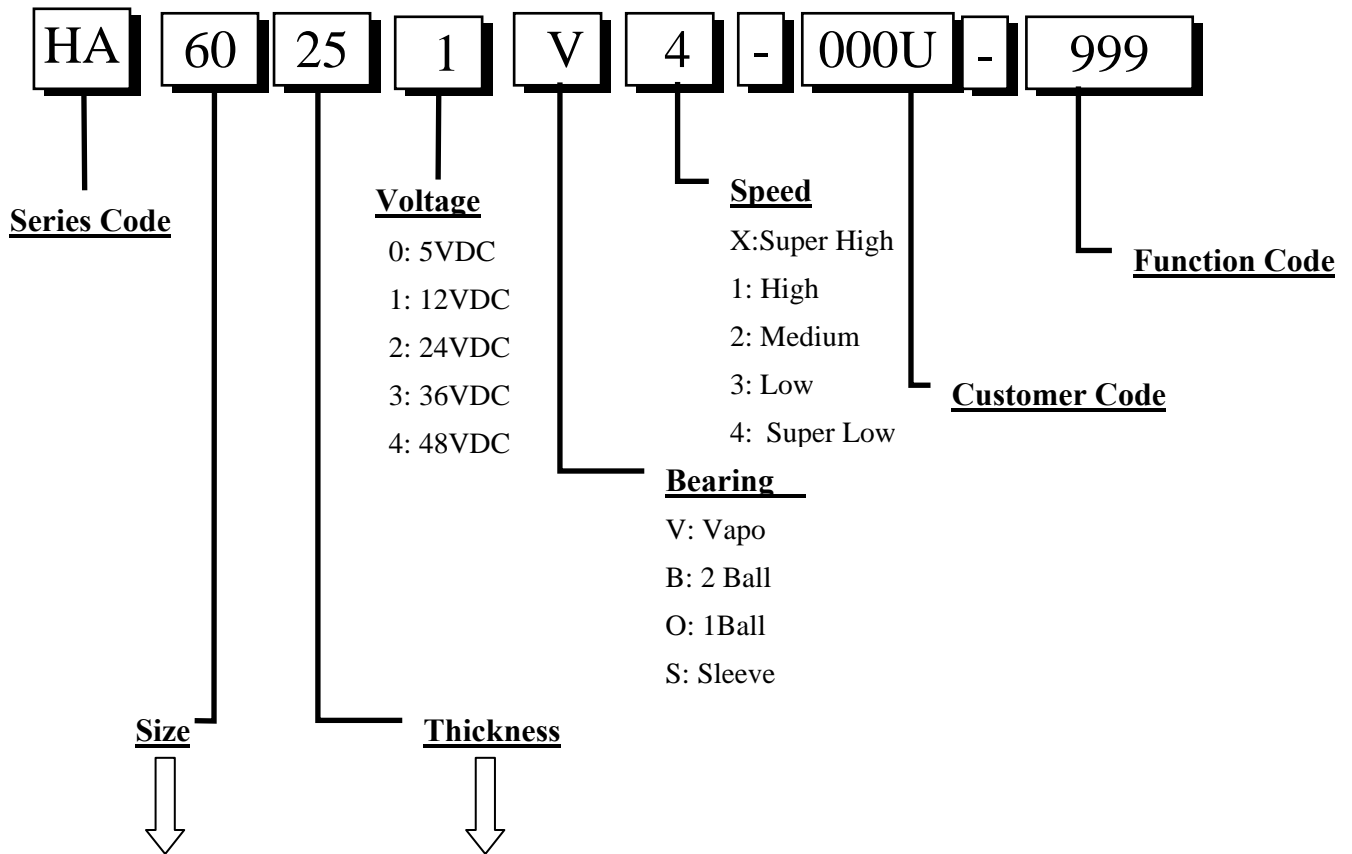 HA 60 25 1 V 4 - 000U - 999
Series Code
Voltage
0: 5VDC
1: 12VDC
2: 24VDC
3: 36VDC
4: 48VDC
Speed
X:Super High
1: High
2: Medium
3: Low
4: Super Low
Function Code
Customer Code
Bearing
V: Vapo
B: 2 Ball
O: 1Ball
S: Sleeve
Size
Thickness